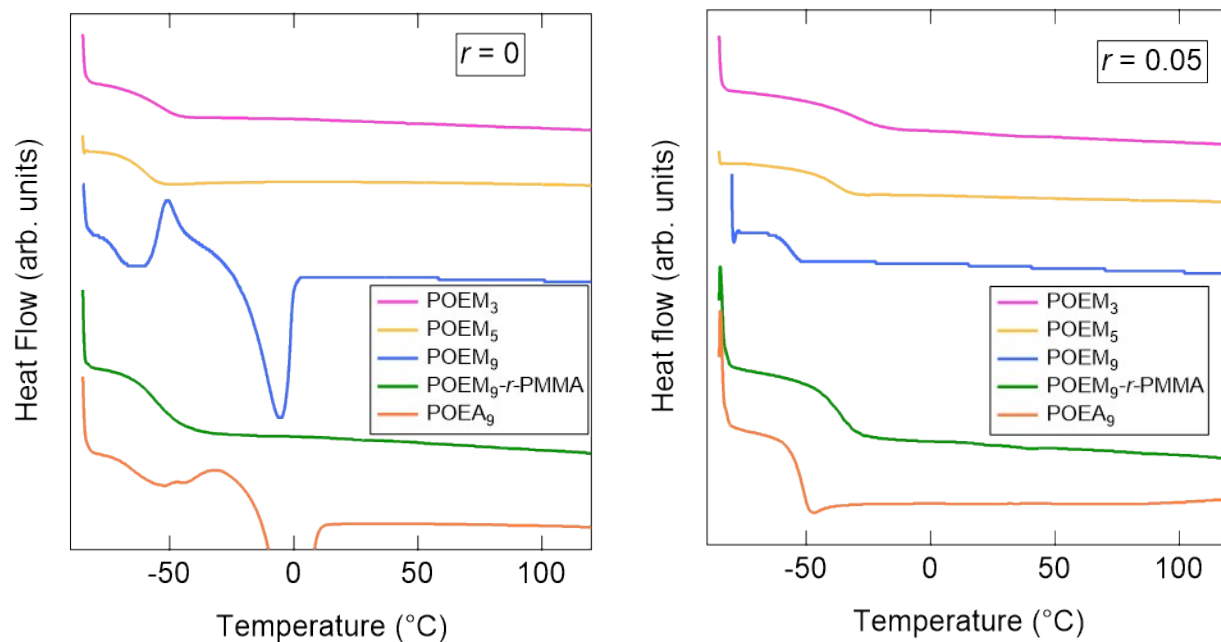 r = 0
Heat Flow (arb. units)
POEM₃
POEM₅
POEM₉
POEM₉-r-PMMA
POEA₉
-50 0 50 100
Temperature (°C)
r = 0.05
Heat flow (arb. units)
POEM₃
POEM₅
POEM₉
POEM₉-r-PMMA
POEA₉
-50 0 50 100
Temperature (°C)